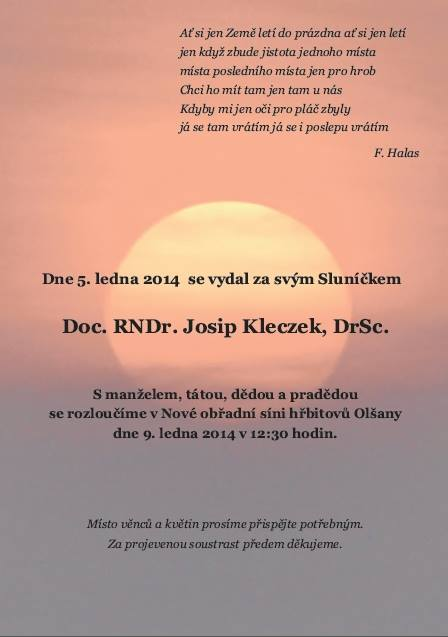 Ať si jen Země letí do prázdna ať si jen letí
jen když zbude jistota jednoho místa
místa posledního místa jen pro hrob
Chci ho mít tam jen tam u nás
Kdyby mi jen oči pro pláč zbyly
já se tam vrátím já se i poslepu vrátím
F. Halas
Dne 5. ledna 2014 se vydal za svým Sluníčkem
Doc. RNDr. Josip Kleczek, DrSc.
S manželem, tátou, dědou a pradědou
se rozloučíme v Nové obřadní síni hřbitovů Olšany
dne 9. ledna 2014 v 12:30 hodin.
Místo věnců a květin prosíme přispějte potřebným.
Za projevenou soustrast předem děkujeme.